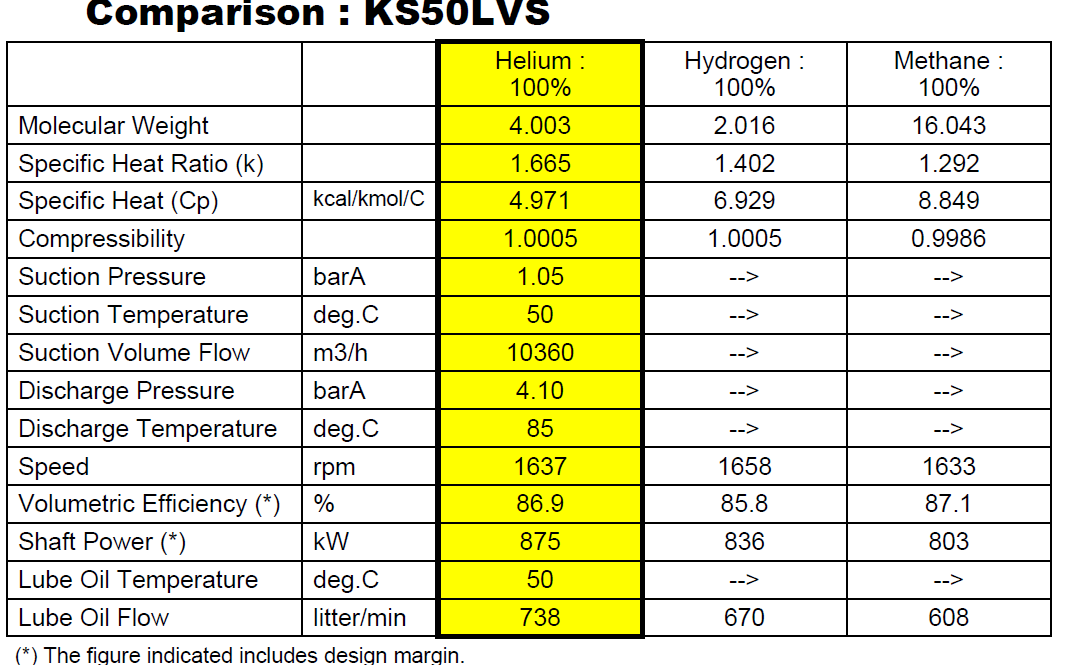 Comparison : KS50LVS
Helium : 100% Hydrogen : 100% Methane : 100%
Molecular Weight 4.003 2.016 16.043
Specific Heat Ratio (k) 1.665 1.402 1.292
Specific Heat (Cp) kcal/kmol/C 4.971 6.929 8.849
Compressibility 1.0005 1.0005 0.9986
Suction Pressure barA 1.05 --> -->
Suction Temperature deg.C 50 --> -->
Suction Volume Flow m3/h 10360 --> -->
Discharge Pressure barA 4.10 --> -->
Discharge Temperature deg.C 85 --> -->
Speed rpm 1637 1658 1633
Volumetric Efficiency (*) % 86.9 85.8 87.1
Shaft Power (*) kW 875 836 803
Lube Oil Temperature deg.C 50 --> -->
Lube Oil Flow litter/min 738 670 608
(*) The figure indicated includes design margin.